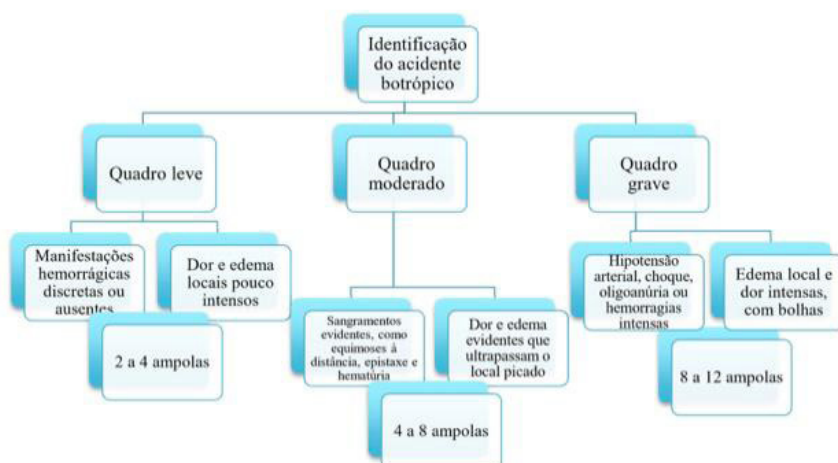 Identificação
do acidente
botrópico
Quadro leve
Quadro
moderado
Quadro
grave
Manifestações
hemorrágicas
discretas ou
ausentes
Dor e edema
locais pouco
intensos
2 a 4 ampolas
Sangramentos
evidentes, como
equimoses à
distância, epistaxe e
hematúria
Dor e edema
evidentes que
ultrapassam o
local picado
4 a 8 ampolas
Hipotensão
arterial, choque,
oligoanúria ou
hemorragias
intensas
Edema local e
dor intensas,
com bolhas
8 a 12 ampolas